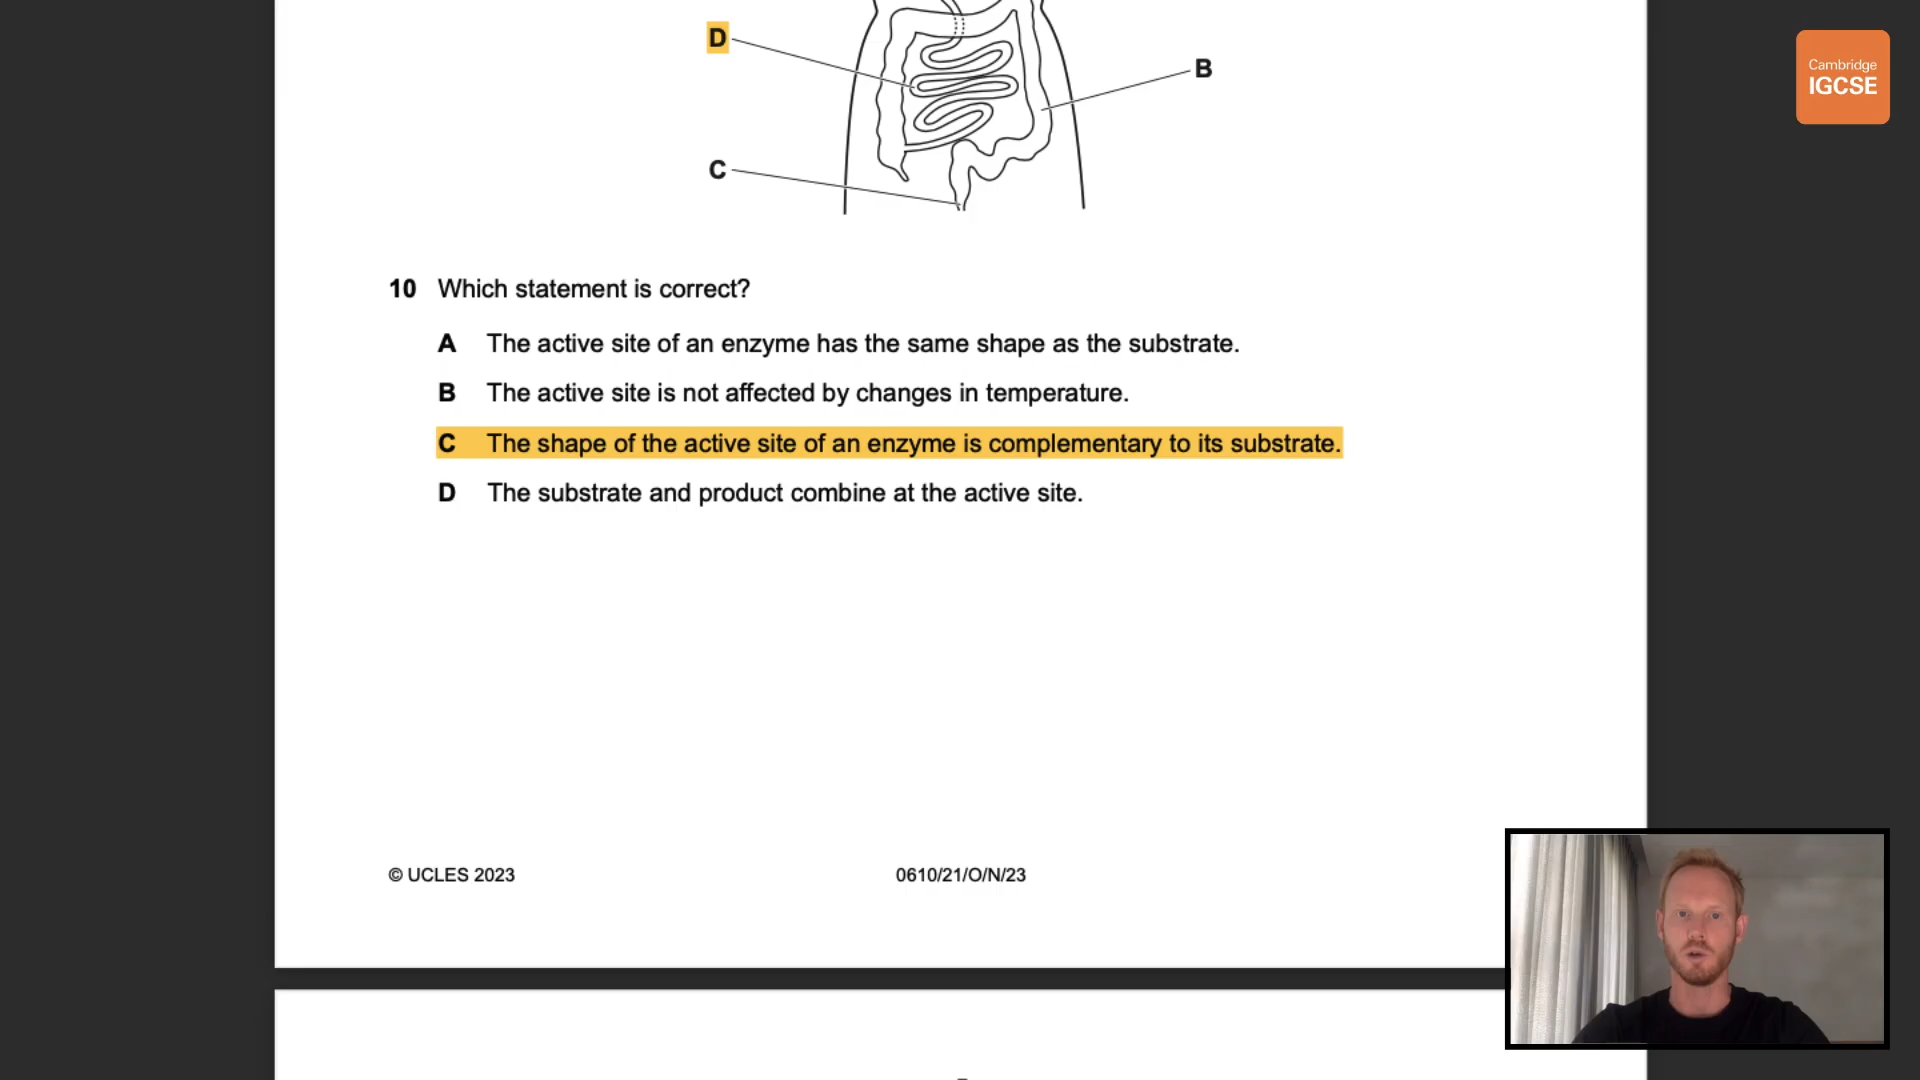 D
B
Cambridge
IGCSE
C
10 Which statement is correct?
A The active site of an enzyme has the same shape as the substrate.
B The active site is not affected by changes in temperature.
C The shape of the active site of an enzyme is complementary to its substrate.
D The substrate and product combine at the active site.
© UCLES 2023
0610/21/O/N/23